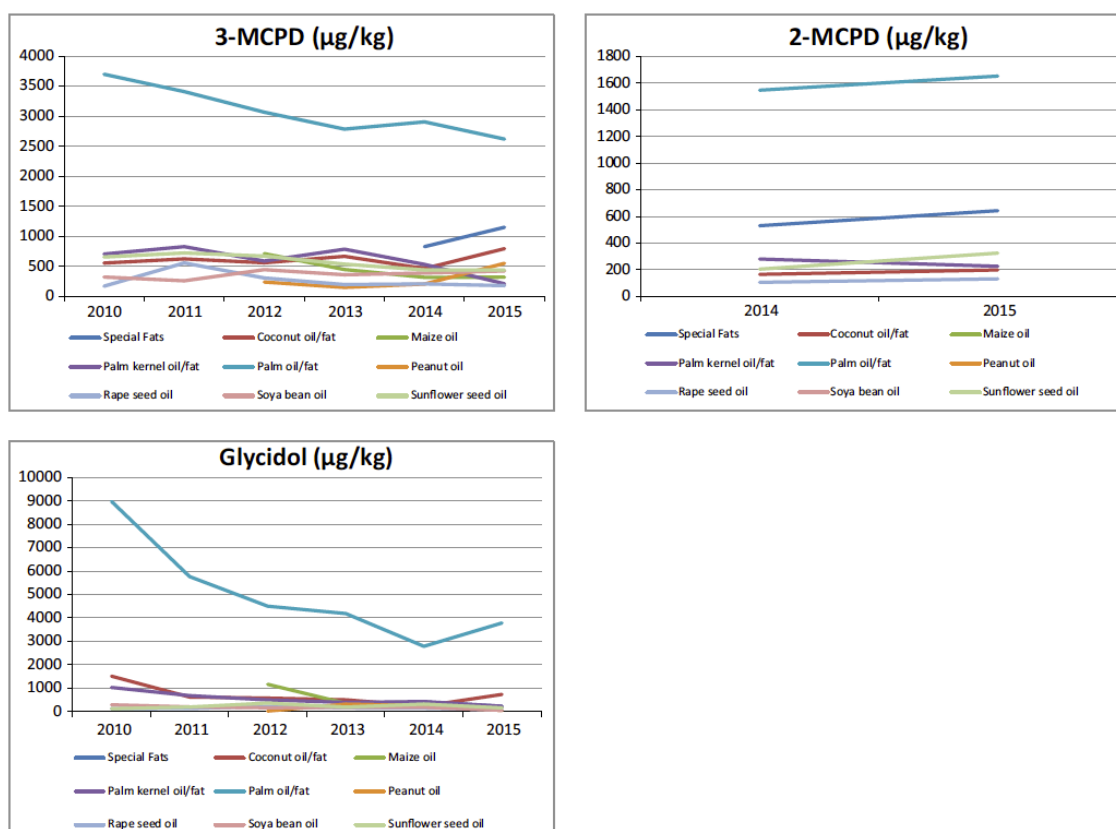 3-MCPD (µg/kg)
4000
3500
3000
2500
2000
1500
1000
500
0
2010 2011 2012 2013 2014 2015
Special Fats Coconut oil/fat Maize oil
Palm kernel oil/fat Palm oil/fat Peanut oil
Rape seed oil Soya bean oil Sunflower seed oil
2-MCPD (µg/kg)
1800
1600
1400
1200
1000
800
600
400
200
0
2014 2015
Special Fats Coconut oil/fat Maize oil
Palm kernel oil/fat Palm oil/fat Peanut oil
Rape seed oil Soya bean oil Sunflower seed oil
Glycidol (µg/kg)
10000
9000
8000
7000
6000
5000
4000
3000
2000
1000
0
2010 2011 2012 2013 2014 2015
Special Fats Coconut oil/fat Maize oil
Palm kernel oil/fat Palm oil/fat Peanut oil
Rape seed oil Soya bean oil Sunflower seed oil